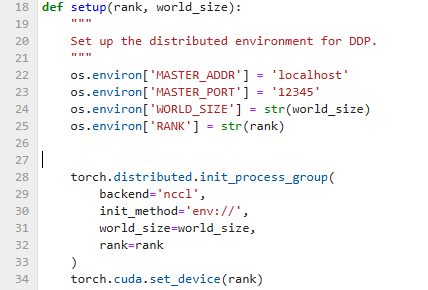 18 def setup(rank, world_size):
19     """
20     Set up the distributed environment for DDP.
21     """
22     os.environ['MASTER_ADDR'] = 'localhost'
23     os.environ['MASTER_PORT'] = '12345'
24     os.environ['WORLD_SIZE'] = str(world_size)
25     os.environ['RANK'] = str(rank)
26
27
28     torch.distributed.init_process_group(
29         backend='nccl',
30         init_method='env://',
31         world_size=world_size,
32         rank=rank
33     )
34     torch.cuda.set_device(rank)